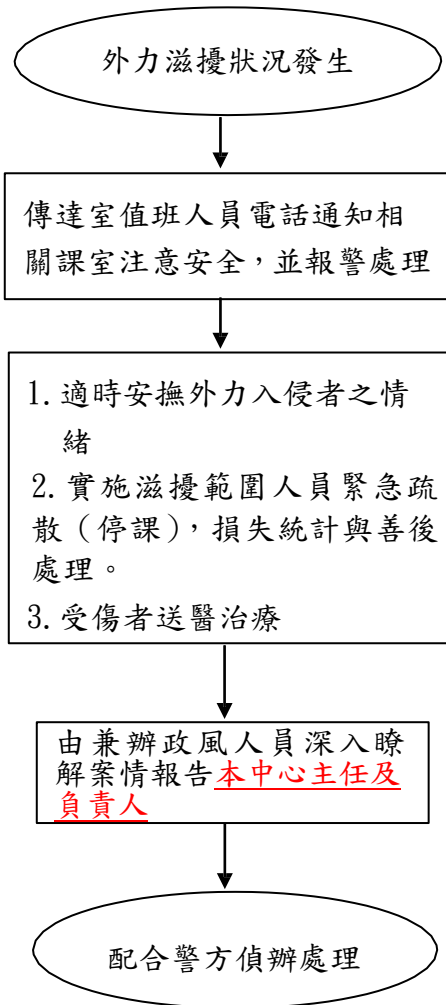 外力滋擾狀況發生
傳達室值班人員電話通知相
關課室注意安全，並報警處理
1. 適時安撫外力入侵者之情
緒
2. 實施滋擾範圍人員緊急疏
散（停課），損失統計與善後
處理。
3. 受傷者送醫治療
由兼辦政風人員深入瞭
解案情報告本中心主任及
負責人
配合警方偵辦處理